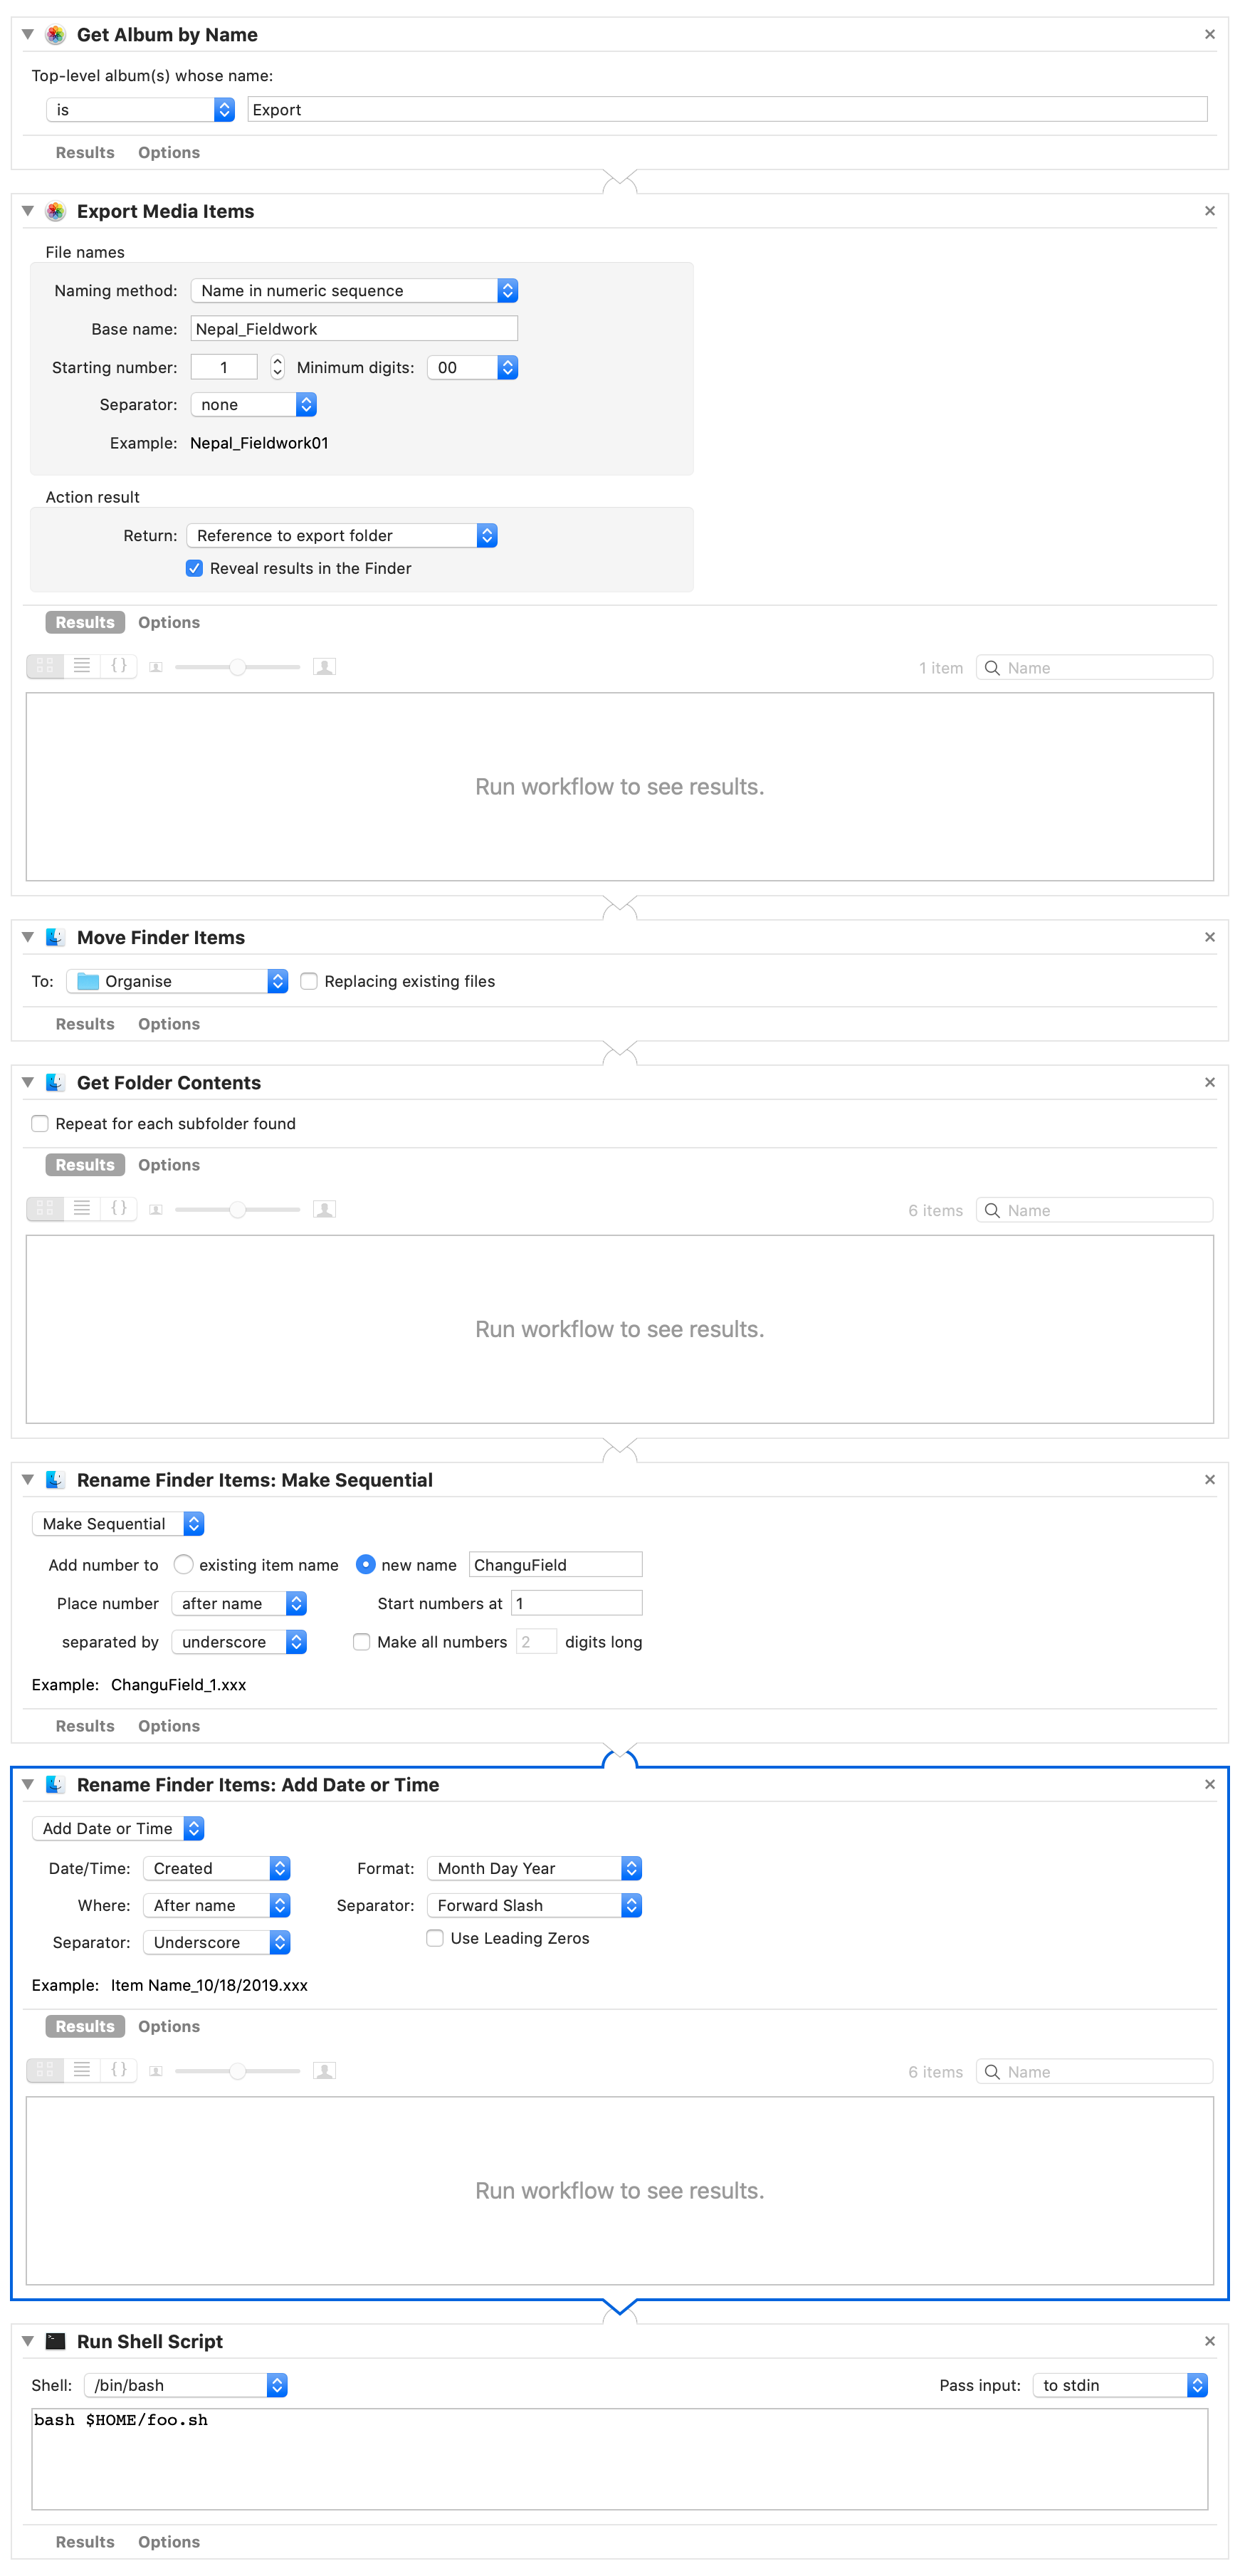 Get Album by Name
Top-level album(s) whose name:
is Export
Results Options
Export Media Items
File names
Naming method: Name in numeric sequence
Base name: Nepal_Fieldwork
Starting number: 1 Minimum digits: 00
Separator: none
Example: Nepal_Fieldwork01
Action result
Return: Reference to export folder
Reveal results in the Finder
Results Options
1 item Name
Run workflow to see results.
Move Finder Items
To: Organise Replacing existing files
Results Options
Get Folder Contents
Repeat for each subfolder found
Results Options
6 items Name
Run workflow to see results.
Rename Finder Items: Make Sequential
Make Sequential
Add number to existing item name new name ChanguField
Place number after name Start numbers at 1
separated by underscore Make all numbers 2 digits long
Example: ChanguField_1.xxx
Results Options
Rename Finder Items: Add Date or Time
Add Date or Time
Date/Time: Created Format: Month Day Year
Where: After name Separator: Forward Slash
Separator: Underscore Use Leading Zeros
Example: Item Name_10/18/2019.xxx
Results Options
6 items Name
Run workflow to see results.
Run Shell Script
Shell: /bin/bash Pass input: to stdin
bash $HOME/foo.sh
Results Options